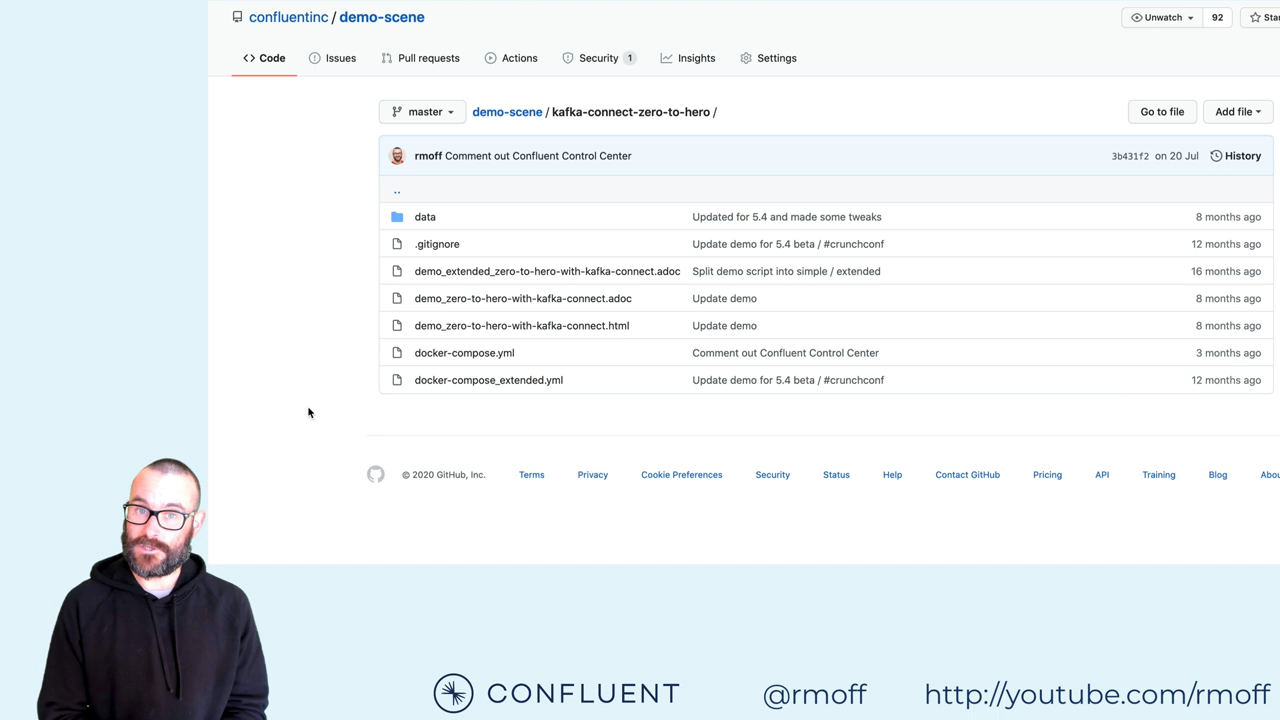 confluentinc / demo-scene
Unwatch 92
Code Issues Pull requests Actions Security 1 Insights Settings
master demo-scene / kafka-connect-zero-to-hero / Go to file Add file
rmoff Comment out Confluent Control Center 3b431f2 on 20 Jul History
..
data Updated for 5.4 and made some tweaks 8 months ago
.gitignore Update demo for 5.4 beta / #crunchconf 12 months ago
demo_extended_zero-to-hero-with-kafka-connect.adoc Split demo script into simple / extended 16 months ago
demo_zero-to-hero-with-kafka-connect.adoc Update demo 8 months ago
demo_zero-to-hero-with-kafka-connect.html Update demo 8 months ago
docker-compose.yml Comment out Confluent Control Center 3 months ago
docker-compose_extended.yml Update demo for 5.4 beta / #crunchconf 12 months ago
© 2020 GitHub, Inc. Terms Privacy Cookie Preferences Security Status Help Contact GitHub Pricing API Training Blog
CONFLUENT @rmoff http://youtube.com/rmoff